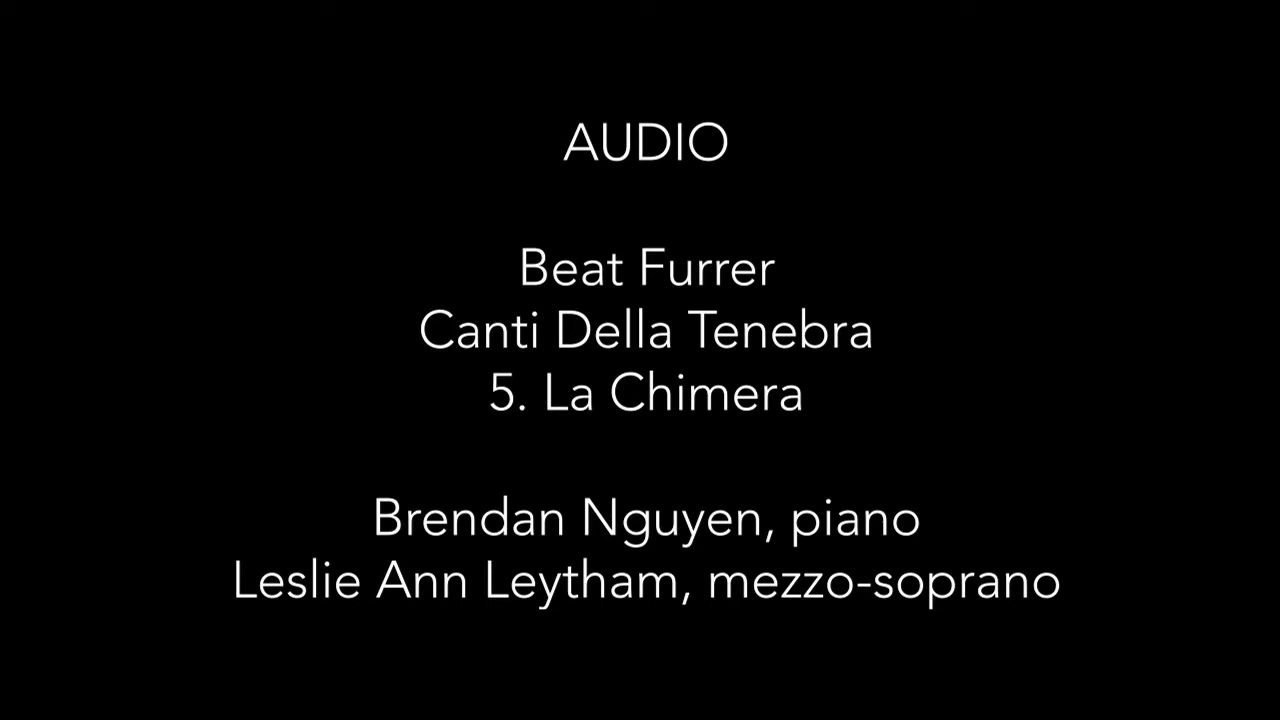 AUDIO
Beat Furrer
Canti Della Tenebra
5. La Chimera
Brendan Nguyen, piano
Leslie Ann Leytham, mezzo-soprano